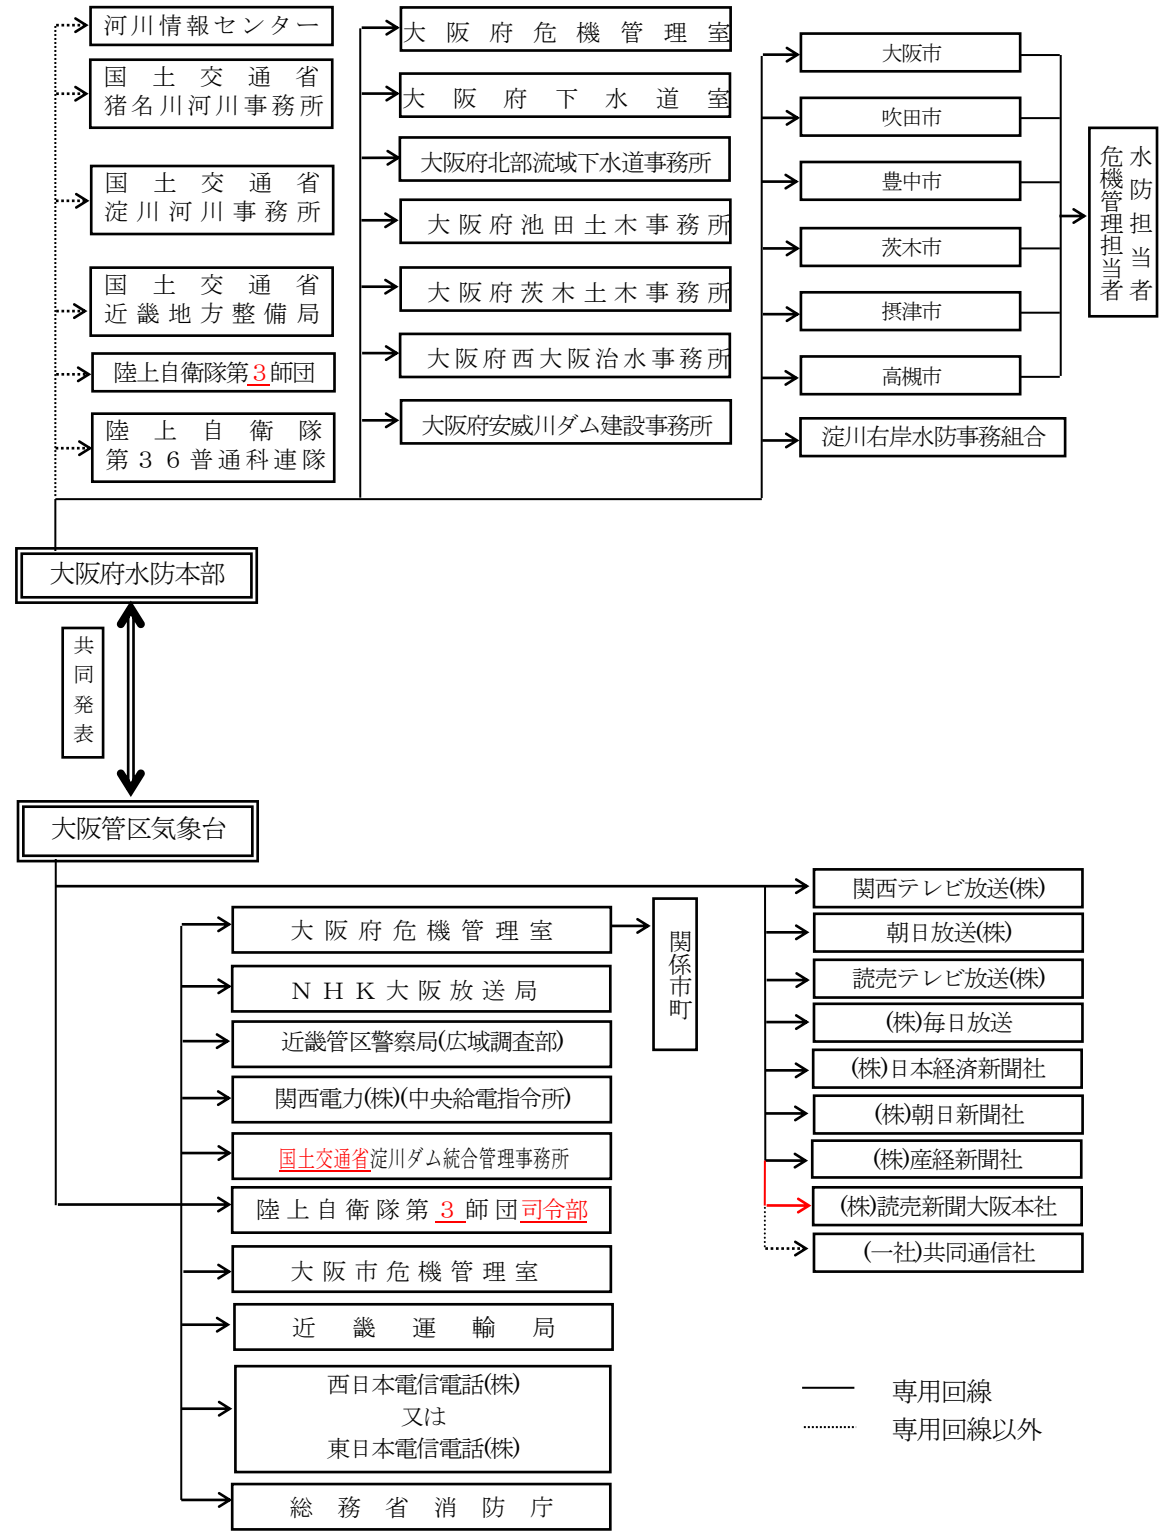 河川情報センター
国土交通省
猪名川河川事務所
国土交通省
淀川河川事務所
国土交通省
近畿地方整備局
陸上自衛隊第３師団
陸上自衛隊
第３６普通科連隊
大阪府危機管理室
大阪府下水道室
大阪府北部流域下水道事務所
大阪府池田土木事務所
大阪府茨木土木事務所
大阪府西大阪治水事務所
大阪府安威川ダム建設事務所
大阪市
吹田市
豊中市
茨木市
摂津市
高槻市
淀川右岸水防事務組合
水防担当者
危機管理担当者
大阪府水防本部
共同発表
大阪管区気象台
大阪府危機管理室
関係市町
ＮＨＫ大阪放送局
近畿管区警察局(広域調査部)
関西電力(株)(中央給電指令所)
国土交通省淀川ダム統合管理事務所
陸上自衛隊第３師団司令部
大阪市危機管理室
近畿運輸局
西日本電信電話(株)
又は
東日本電信電話(株)
総務省消防庁
関西テレビ放送(株)
朝日放送(株)
読売テレビ放送(株)
(株)毎日放送
(株)日本経済新聞社
(株)朝日新聞社
(株)産経新聞社
(株)読売新聞大阪本社
(一社)共同通信社
専用回線
専用回線以外